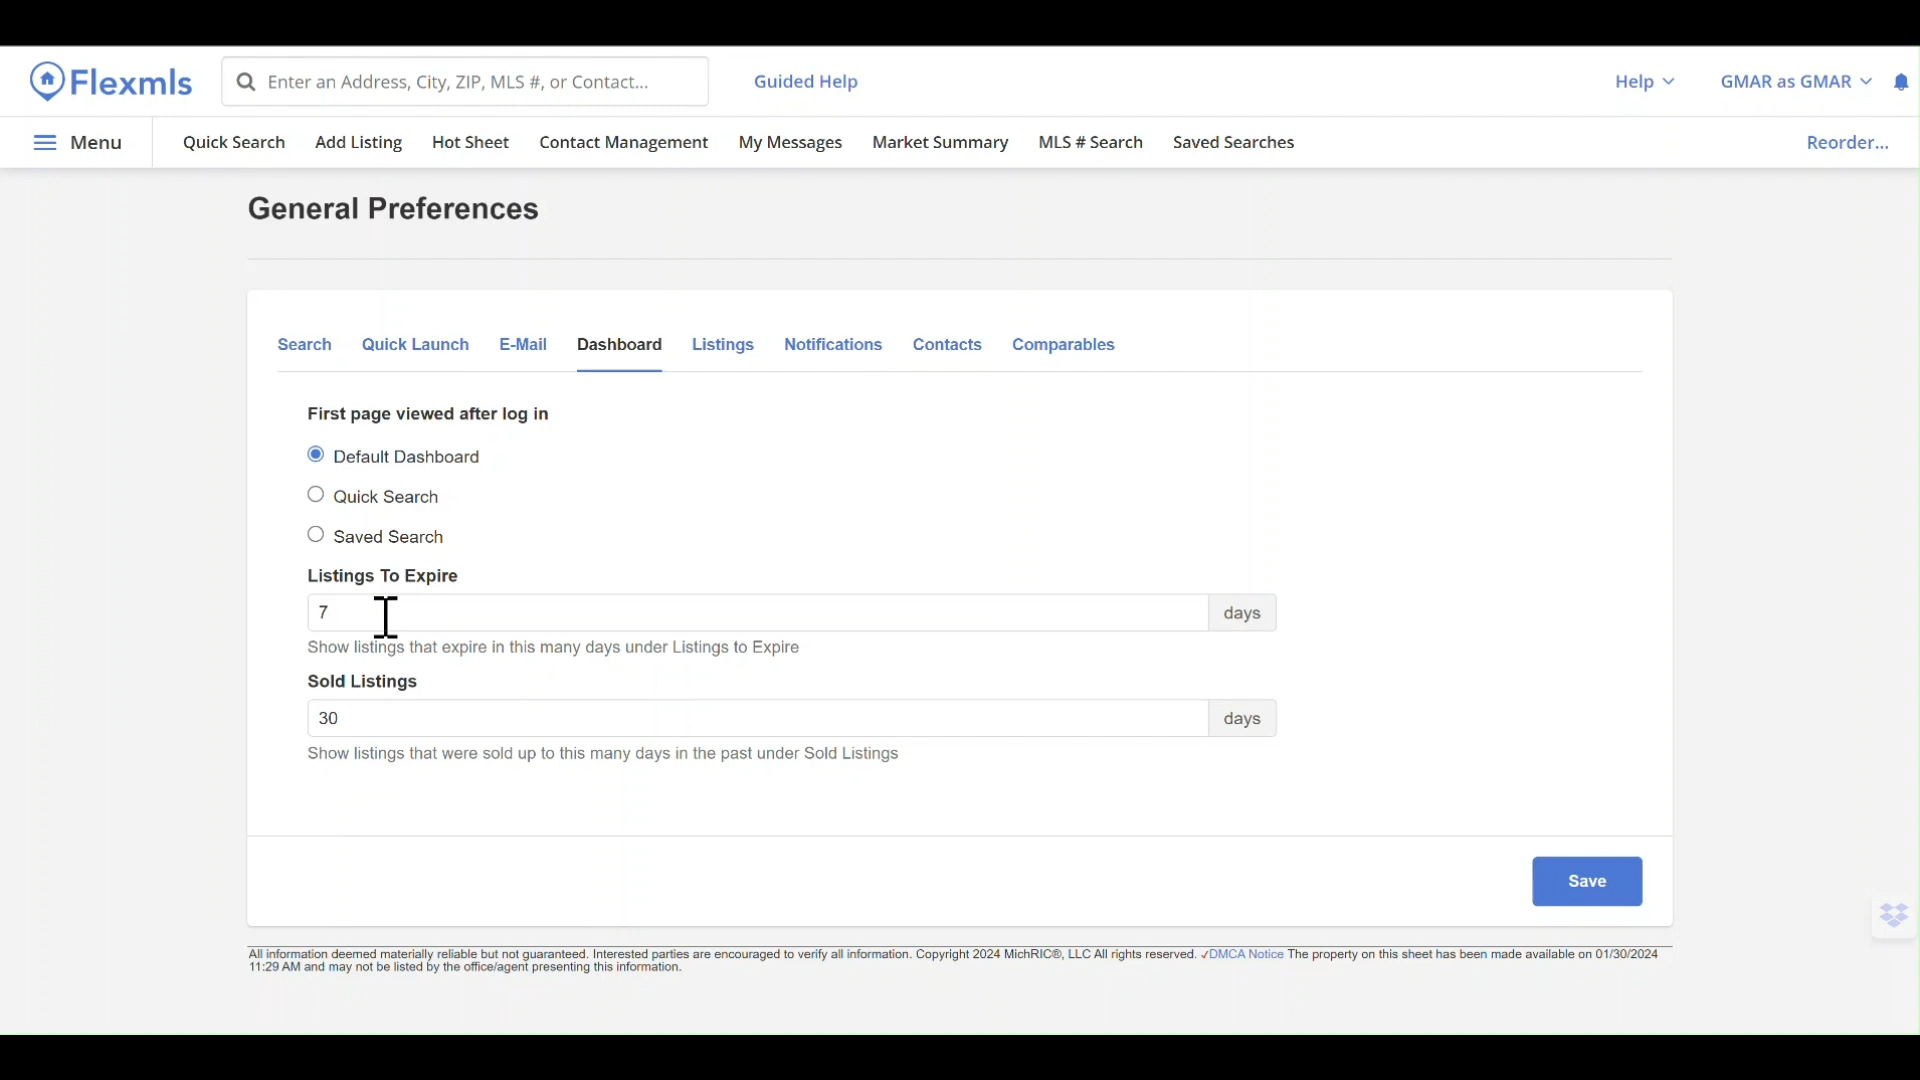 Flexmls
Enter an Address, City, ZIP, MLS #, or Contact...
Guided Help
Help
GMAR as GMAR
Menu
Quick Search
Add Listing
Hot Sheet
Contact Management
My Messages
Market Summary
MLS # Search
Saved Searches
Reorder...
General Preferences
Search
Quick Launch
E-Mail
Dashboard
Listings
Notifications
Contacts
Comparables
First page viewed after log in
Default Dashboard
Quick Search
Saved Search
Listings To Expire
7
days
Show listings that expire in this many days under Listings to Expire
Sold Listings
30
days
Show listings that were sold up to this many days in the past under Sold Listings
Save
All information deemed materially reliable but not guaranteed. Interested parties are encouraged to verify all information. Copyright 2024 MichRIC®, LLC All rights reserved. ✓DMCA Notice The property on this sheet has been made available on 01/30/2024
11:29 AM and may not be listed by the office/agent presenting this information.